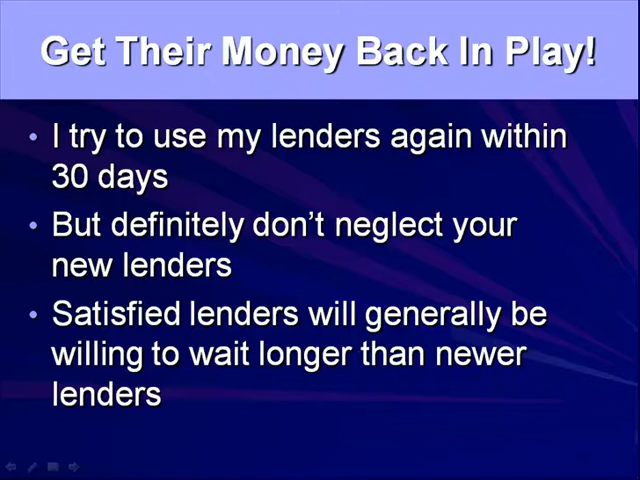 Get Their Money Back In Play!
• I try to use my lenders again within
30 days
• But definitely don't neglect your
new lenders
• Satisfied lenders will generally be
willing to wait longer than newer
lenders